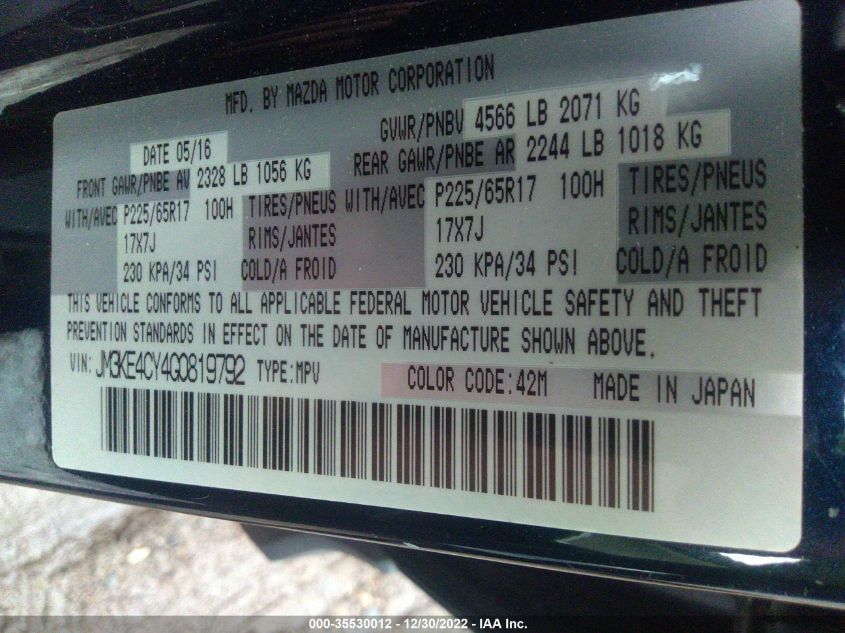 MFD. BY MAZDA MOTOR CORPORATION
DATE 05/16 GVWR/PNBV 4566 LB 2071 KG
FRONT GAWR/PNBE AV 2328 LB 1056 KG REAR GAWR/PNBE AR 2244 LB 1018 KG
WITH/AVEC P225/65R17 100H TIRES/PNEUS WITH/AVEC P225/65R17 100H TIRES/PNEUS
17X7J RIMS/JANTES 17X7J RIMS/JANTES
230 KPA/34 PSI COLD/A FROID 230 KPA/34 PSI COLD/A FROID
THIS VEHICLE CONFORMS TO ALL APPLICABLE FEDERAL MOTOR VEHICLE SAFETY AND THEFT
PREVENTION STANDARDS IN EFFECT ON THE DATE OF MANUFACTURE SHOWN ABOVE.
VIN: JM3KE4CY4G0819792 TYPE:MPV COLOR CODE:42M MADE IN JAPAN
000-35530012 - 12/30/2022 - IAA Inc.